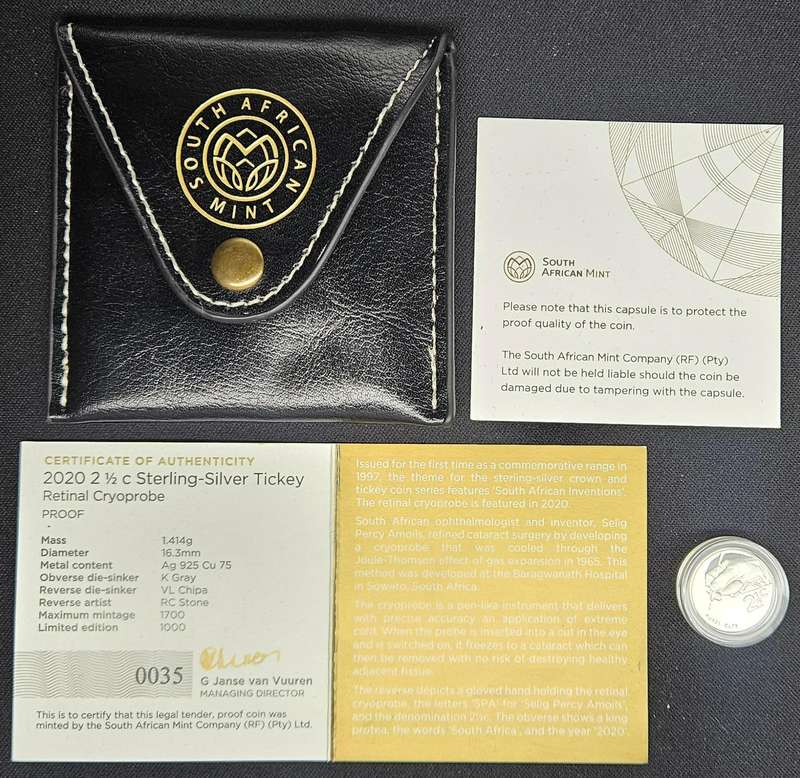 SOUTH AFRICAN MINT
SOUTH
AFRICAN MINT
Please note that this capsule is to protect the
proof quality of the coin.
The South African Mint Company (RF) (Pty)
Ltd will not be held liable should the coin be
damaged due to tampering with the capsule.
CERTIFICATE OF AUTHENTICITY
2020 2 ½ c Sterling-Silver Tickey
Retinal Cryoprobe
PROOF
Mass 1.414g
Diameter 16.3mm
Metal content Ag 925 Cu 75
Obverse die-sinker K Gray
Reverse die-sinker VL Chipa
Reverse artist RC Stone
Maximum mintage 1700
Limited edition 1000
0035
G Janse van Vuuren
MANAGING DIRECTOR
This is to certify that this legal tender, proof coin was
minted by the South African Mint Company (RF) (Pty) Ltd.
Issued for the first time as a commemorative range in
1997, the theme for the sterling-silver crown and
tickey coin series features 'South African Inventions'.
The retinal cryoprobe is featured in 2020.
South African ophthalmologist and inventor, Selig
Percy Amoils, refined cataract surgery by developing
a cryoprobe that was cooled through the
Joule-Thomson effect of gas expansion in 1965. This
method was developed at the Baragwanath Hospital
in Soweto, South Africa.
The cryoprobe is a pen-like instrument that delivers
with precise accuracy an application of extreme
cold. When the probe is inserted into a cut in the eye
and is switched on, it freezes to a cataract which can
then be removed with no risk of destroying healthy
adjacent tissue.
The reverse depicts a gloved hand holding the retinal
cryoprobe, the letters 'SPA' for 'Selig Percy Amoils',
and the denomination 2½c. The obverse shows a king
protea, the words 'South Africa', and the year '2020'.